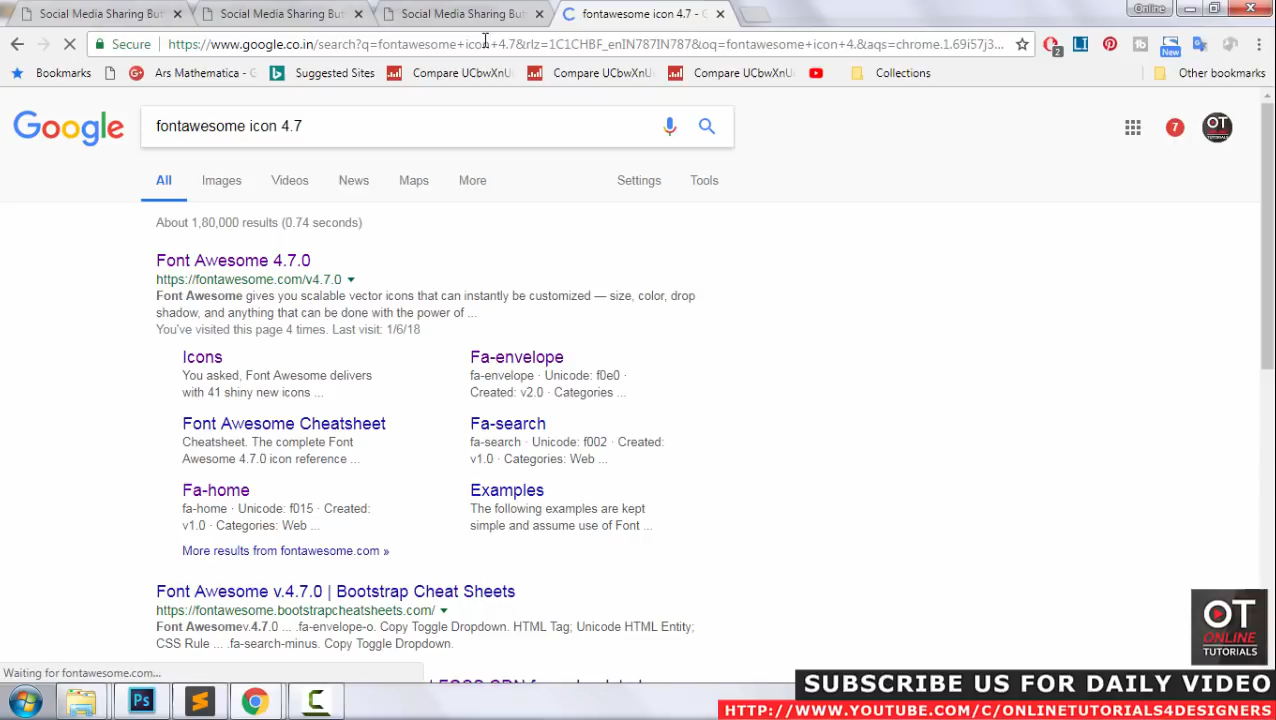 Social Media Sharing But
Social Media Sharing But
Social Media Sharing But
fontawesome icon 4.7 - G
Online
Secure
https://www.google.co.in/search?q=fontawesome+icon+4.7&rlz=1C1CHBF_enIN787IN787&oq=fontawesome+icon+4.&aqs=chrome.1.69i57j3...
2
New
Bookmarks
Ars Mathematica - G
Suggested Sites
Compare UCbwXnU
Compare UCbwXnU
Compare UCbwXnU
Collections
Other bookmarks
Google
fontawesome icon 4.7
7
OT
All
Images
Videos
News
Maps
More
Settings
Tools
About 1,80,000 results (0.74 seconds)
Font Awesome 4.7.0
https://fontawesome.com/v4.7.0
Font Awesome gives you scalable vector icons that can instantly be customized — size, color, drop
shadow, and anything that can be done with the power of ...
You've visited this page 4 times. Last visit: 1/6/18
Icons
You asked, Font Awesome delivers
with 41 shiny new icons ...
Fa-envelope
fa-envelope · Unicode: f0e0 ·
Created: v2.0 · Categories ...
Font Awesome Cheatsheet
Cheatsheet. The complete Font
Awesome 4.7.0 icon reference ...
Fa-search
fa-search · Unicode: f002 · Created:
v1.0 · Categories: Web ...
Fa-home
fa-home · Unicode: f015 · Created:
v1.0 · Categories: Web ...
Examples
The following examples are kept
simple and assume use of Font ...
More results from fontawesome.com »
Font Awesome v.4.7.0 | Bootstrap Cheat Sheets
https://fontawesome.bootstrapcheatsheets.com/
Font Awesomev.4.7.0 ... .fa-envelope-o. Copy Toggle Dropdown. HTML Tag; Unicode HTML Entity;
CSS Rule ... .fa-search-minus. Copy Toggle Dropdown.
Waiting for fontawesome.com...
OT
ONLINE
TUTORIALS
Ps
SUBSCRIBE US FOR DAILY VIDEO
HTTP://WWW.YOUTUBE.COM/C/ONLINETUTORIALS4DESIGNERS